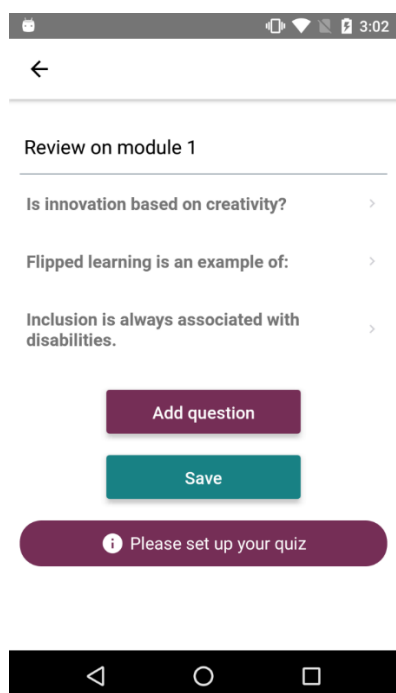 3:02
Review on module 1
Is innovation based on creativity?
Flipped learning is an example of:
Inclusion is always associated with
disabilities.
Add question
Save
Please set up your quiz